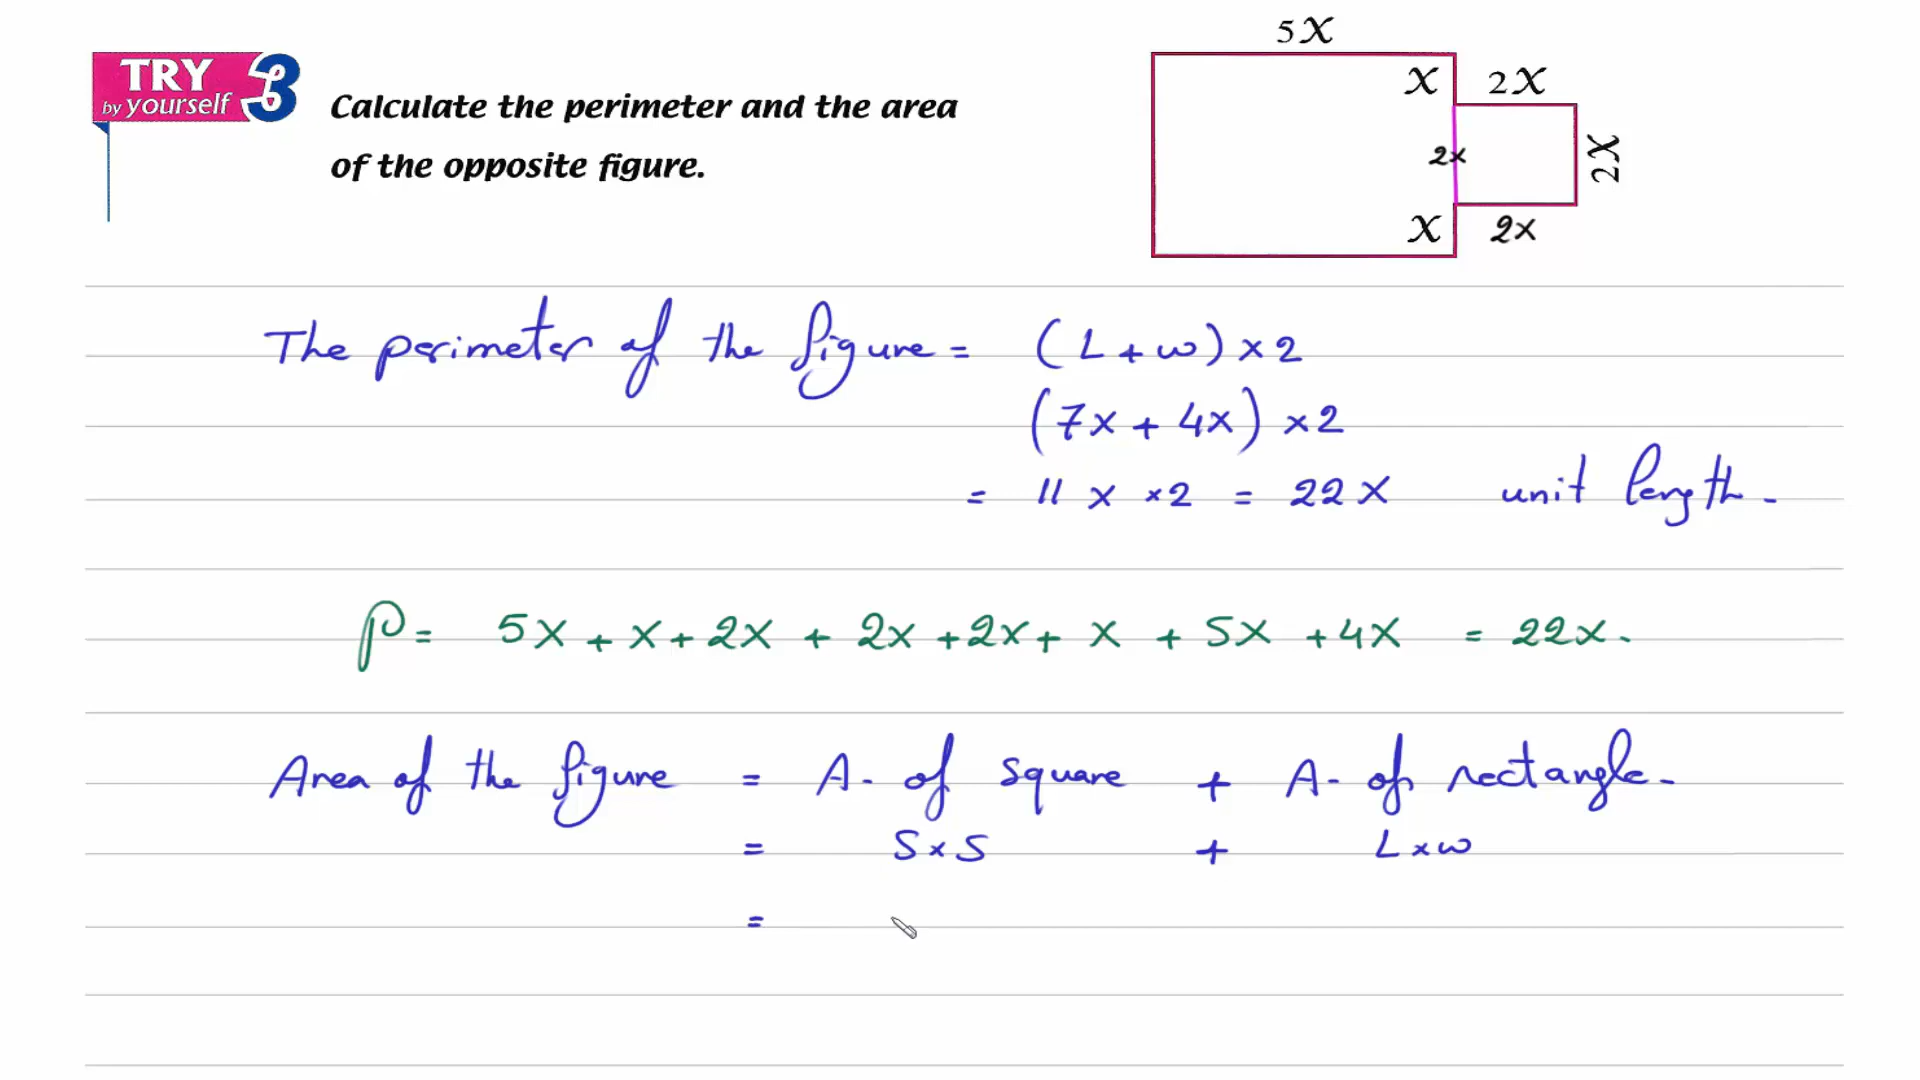 5X
TRY 3
by yourself
Calculate the perimeter and the area
of the opposite figure.
X 2X
2x
2X
X 2x
The perimeter of the figure = (L + w) × 2
(7x + 4x) × 2
= 11 x × 2 = 22 x unit length.
P = 5x + x + 2x + 2x + 2x + x + 5x + 4x = 22x.
Area of the figure = A. of square + A. of rectangle.
= S × S + L × w
=